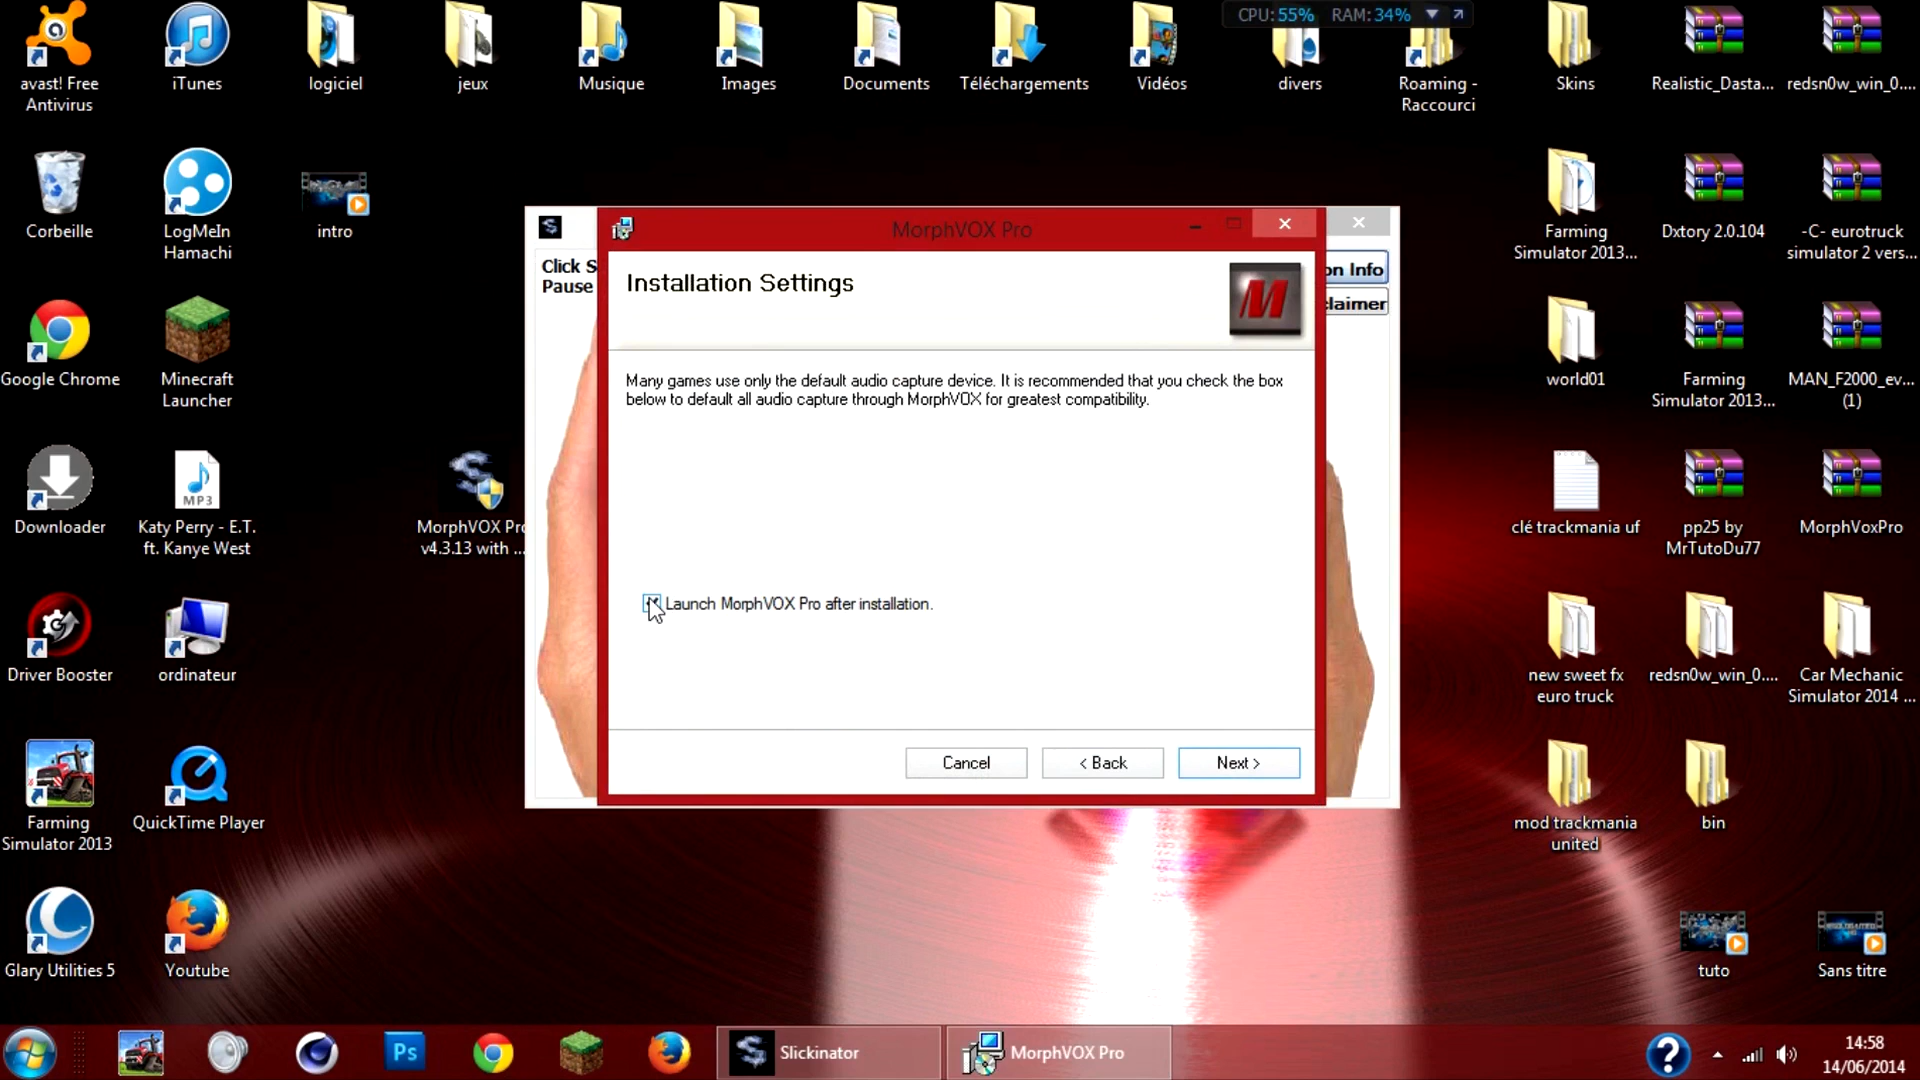 CPU: 55% RAM: 34%
avast! Free
Antivirus
iTunes
logiciel
jeux
Musique
Images
Documents
Téléchargements
Vidéos
divers
Roaming -
Raccourci
Skins
Realistic_Dasta...
redsn0w_win_0....
Corbeille
LogMeIn
Hamachi
intro
Farming
Simulator 2013...
Dxtory 2.0.104
-C- eurotruck
simulator 2 vers...
MorphVOX Pro
Click S
Pause
on Info
claimer
Installation Settings
M
Many games use only the default audio capture device. It is recommended that you check the box
below to default all audio capture through MorphVOX for greatest compatibility.
Launch MorphVOX Pro after installation.
Cancel
< Back
Next >
Google Chrome
Minecraft
Launcher
world01
Farming
Simulator 2013...
MAN_F2000_ev...
(1)
Downloader
MP3
Katy Perry - E.T.
ft. Kanye West
MorphVOX Pro
v4.3.13 with ...
clé trackmania uf
pp25 by
MrTutoDu77
MorphVoxPro
Driver Booster
ordinateur
new sweet fx
euro truck
redsn0w_win_0....
Car Mechanic
Simulator 2014 ...
Farming
Simulator 2013
QuickTime Player
mod trackmania
united
bin
Glary Utilities 5
Youtube
tuto
Sans titre
Ps
Slickinator
MorphVOX Pro
14:58
14/06/2014